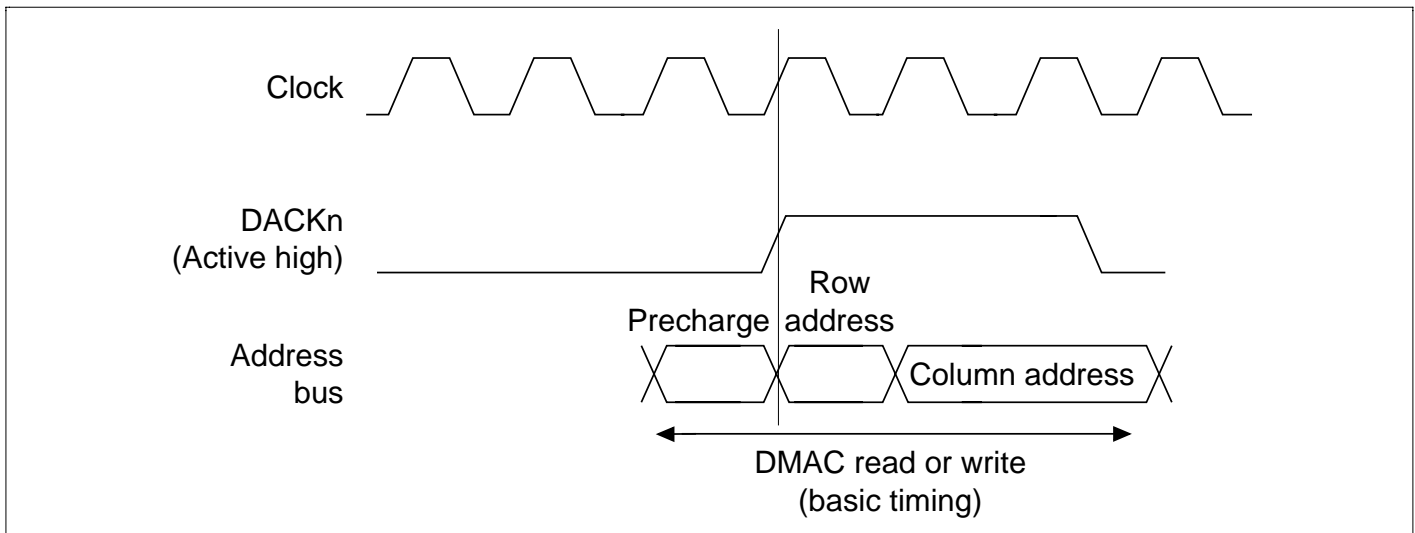 Clock
DACKn
(Active high)
Row
Precharge address
Address
bus
Column address
DMAC read or write
(basic timing)